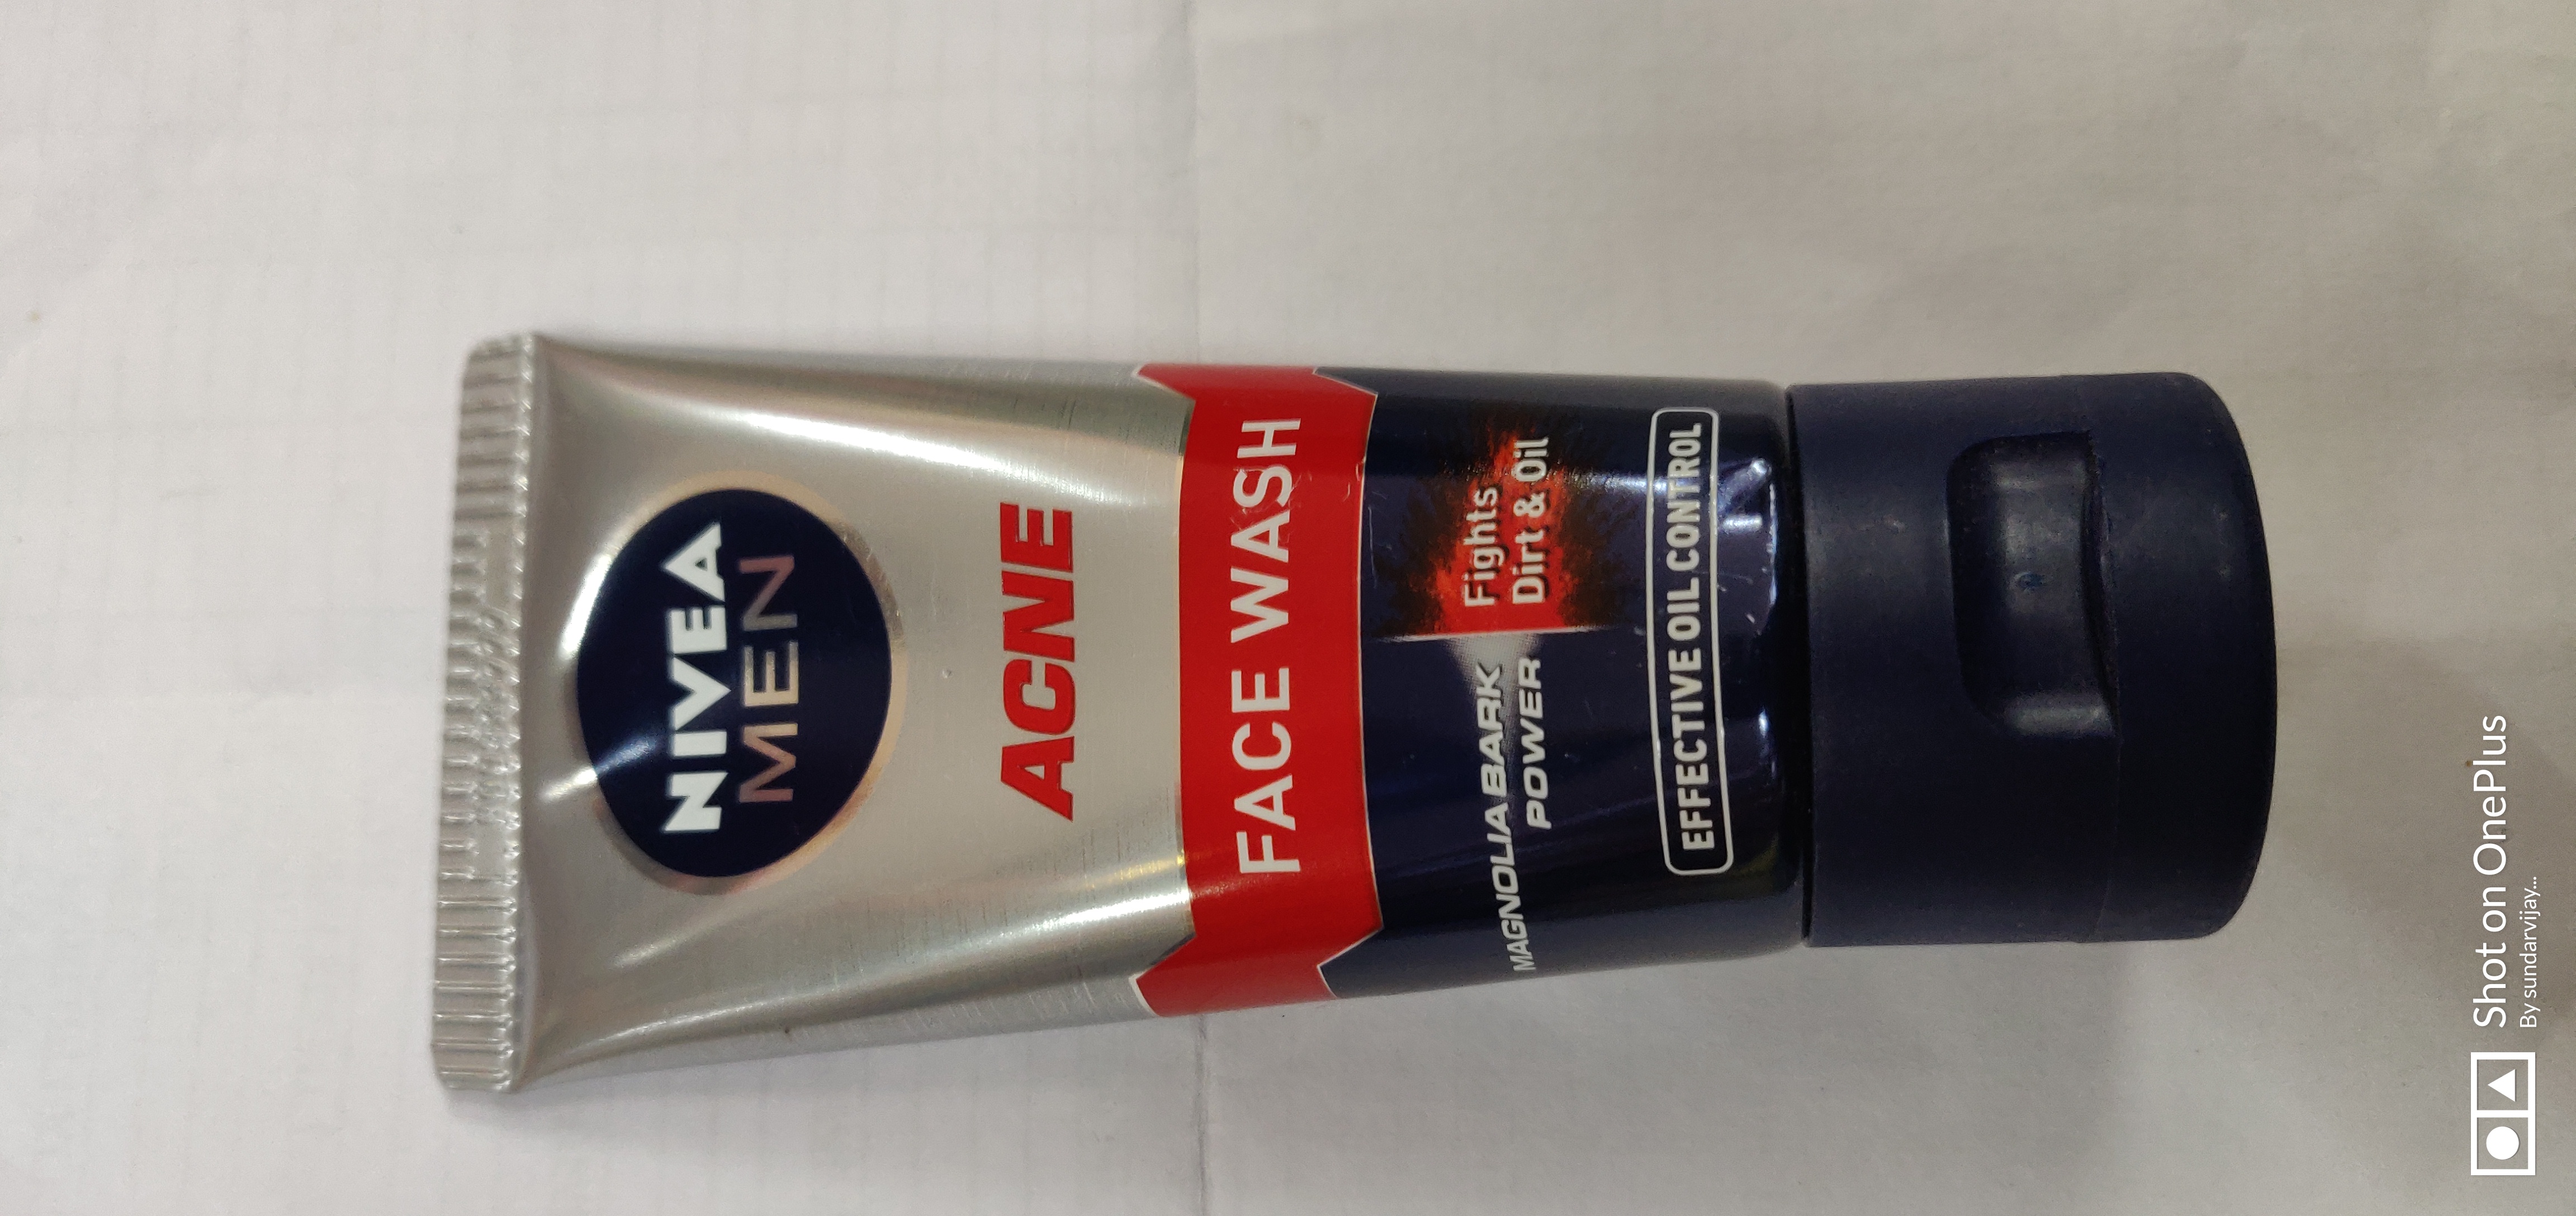 NIVEA
MEN
ACNE
FACE WASH
MAGNOLIA BARK
POWER
Fights
Dirt & Oil
EFFECTIVE OIL CONTROL
Shot on OnePlus
By sundarvijay...